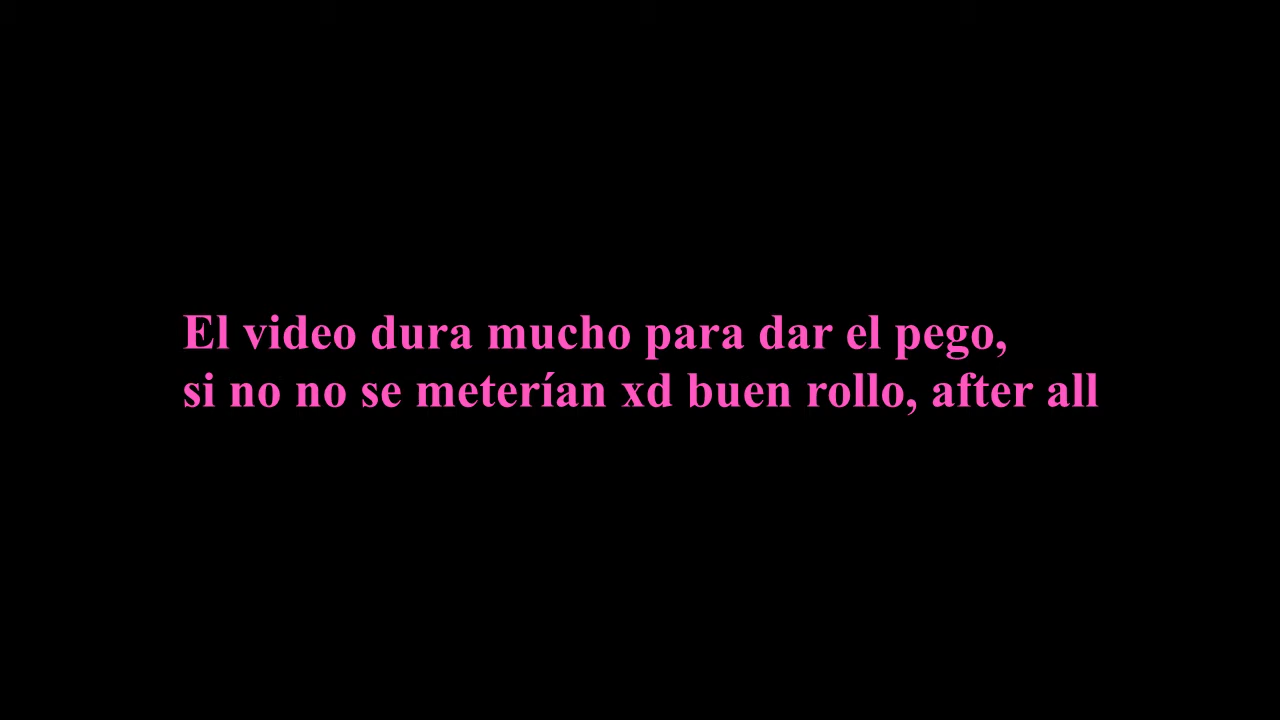 El video dura mucho para dar el pego,
si no no se meterían xd buen rollo, after all